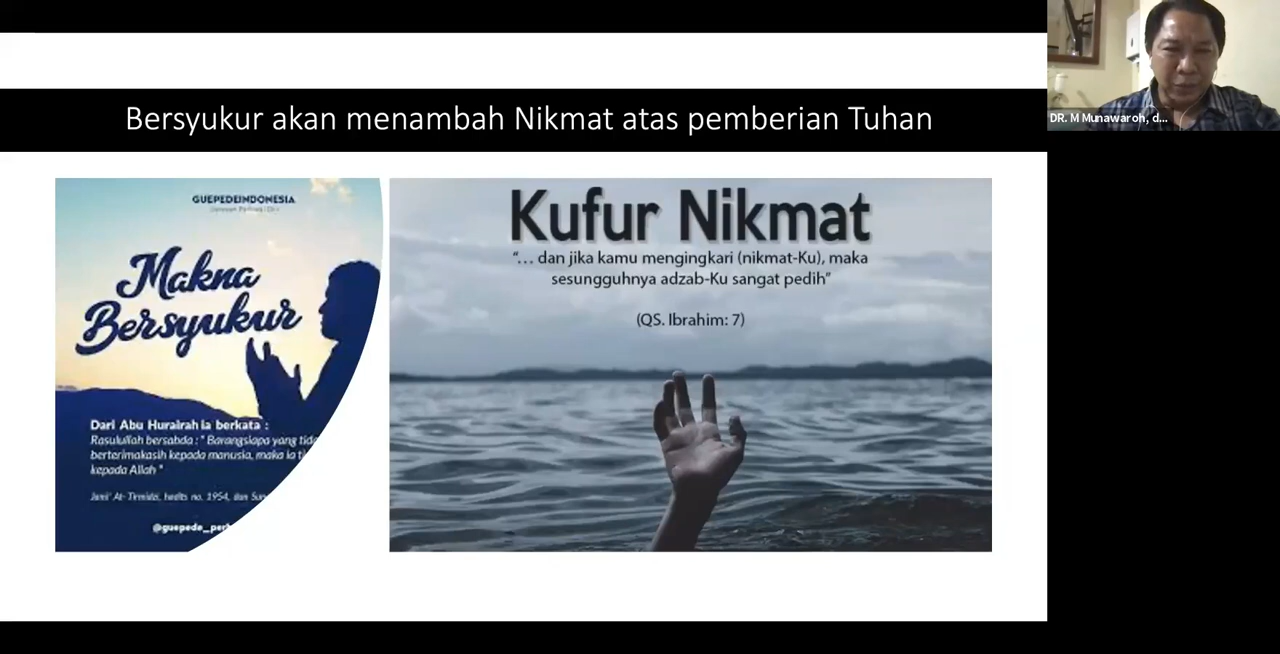 Bersyukur akan menambah Nikmat atas pemberian Tuhan
DR. M Munawaroh, d...
GUEPEDEINDONESIA
Makna
Bersyukur
Dari Abu Hurairah ia berkata :
Rasulullah bersabda : " Barangsiapa yang tida
berterimakasih kepada manusia, maka ia ti
kepada Allah "
Jami' At- Tirmidzi, hadits no. 1954, dan Sun
@guepede_per
Kufur Nikmat
"... dan jika kamu mengingkari (nikmat-Ku), maka
sesungguhnya adzab-Ku sangat pedih"
(QS. Ibrahim: 7)